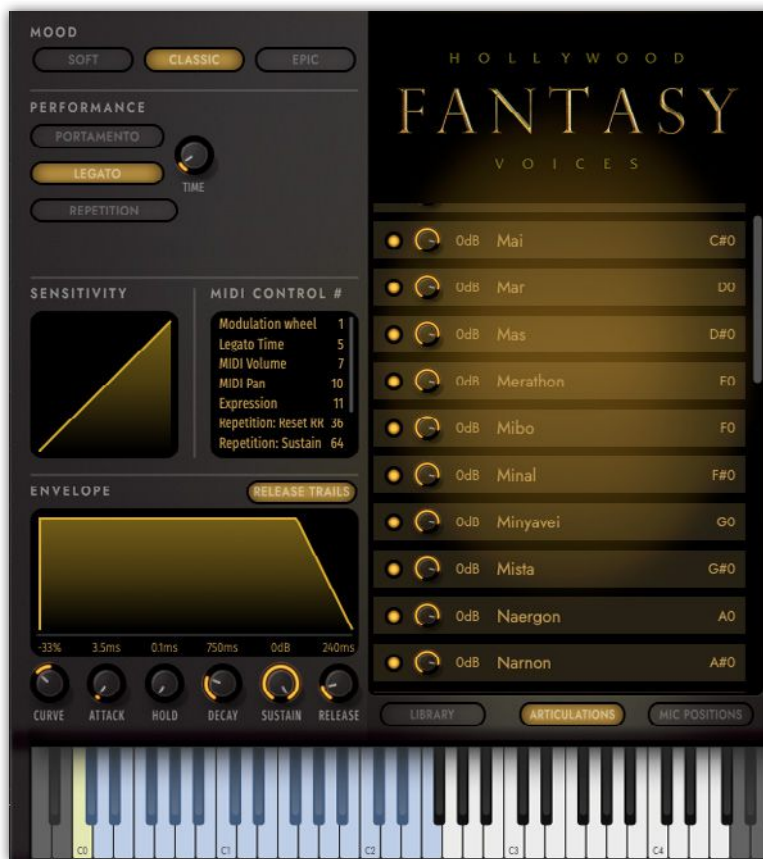 MOOD
SOFT CLASSIC EPIC
PERFORMANCE
PORTAMENTO
LEGATO
TIME
REPETITION
SENSITIVITY
MIDI CONTROL #
Modulation wheel 1
Legato Time 5
MIDI Volume 7
MIDI Pan 10
Expression 11
Repetition: Reset RR 36
Repetition: Sustain 64
ENVELOPE
RELEASE TRAILS
-33% 3.5ms 0.1ms 750ms 0dB 240ms
CURVE ATTACK HOLD DECAY SUSTAIN RELEASE
HOLLYWOOD
FANTASY
VOICES
0dB Mai C#0
0dB Mar D0
0dB Mas D#0
0dB Merathon E0
0dB Mibo F0
0dB Minal F#0
0dB Minyavei G0
0dB Mista G#0
0dB Naergon A0
0dB Narnon A#0
LIBRARY ARTICULATIONS MIC POSITIONS
C0 C1 C2 C3 C4